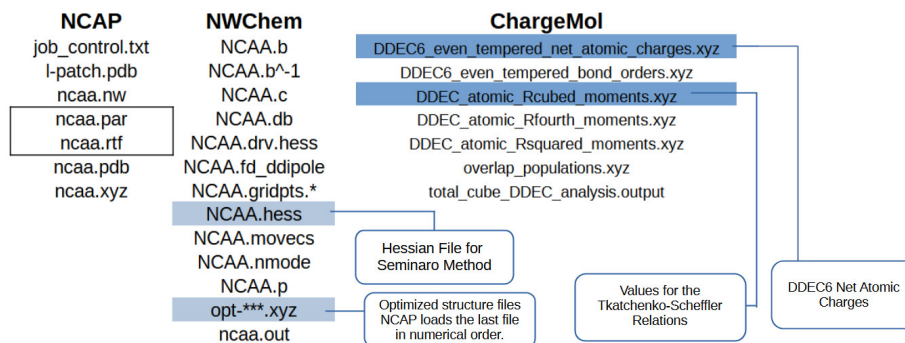 NCAP
job_control.txt
l-patch.pdb
ncaa.nw
ncaa.par
ncaa.rtf
ncaa.pdb
ncaa.xyz
NWChem
NCAA.b
NCAA.b^-1
NCAA.c
NCAA.db
NCAA.drv.hess
NCAA.fd_ddipole
NCAA.gridpts.*
NCAA.hess
NCAA.movecs
NCAA.nmode
NCAA.p
opt-***.xyz
ncaa.out
ChargeMol
DDEC6_even_tempered_net_atomic_charges.xyz
DDEC6_even_tempered_bond_orders.xyz
DDEC_atomic_Rcubed_moments.xyz
DDEC_atomic_Rfourth_moments.xyz
DDEC_atomic_Rsquared_moments.xyz
overlap_populations.xyz
total_cube_DDEC_analysis.output
Hessian File for
Seminaro Method
Optimized structure files
NCAP loads the last file
in numerical order.
Values for the
Tkatchenko-Scheffler
Relations
DDEC6 Net Atomic
Charges